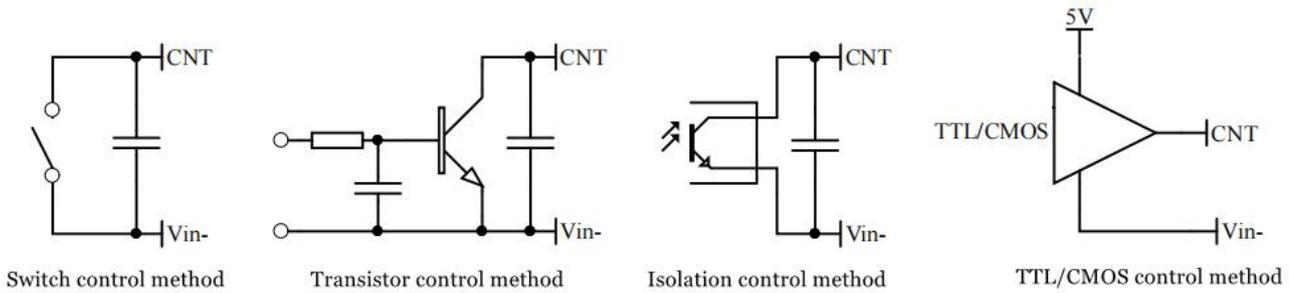 5V
CNT
CNT
CNT
TTL/CMOS
CNT
Vin-
Vin-
Vin-
Vin-
Switch control method
Transistor control method
Isolation control method
TTL/CMOS control method